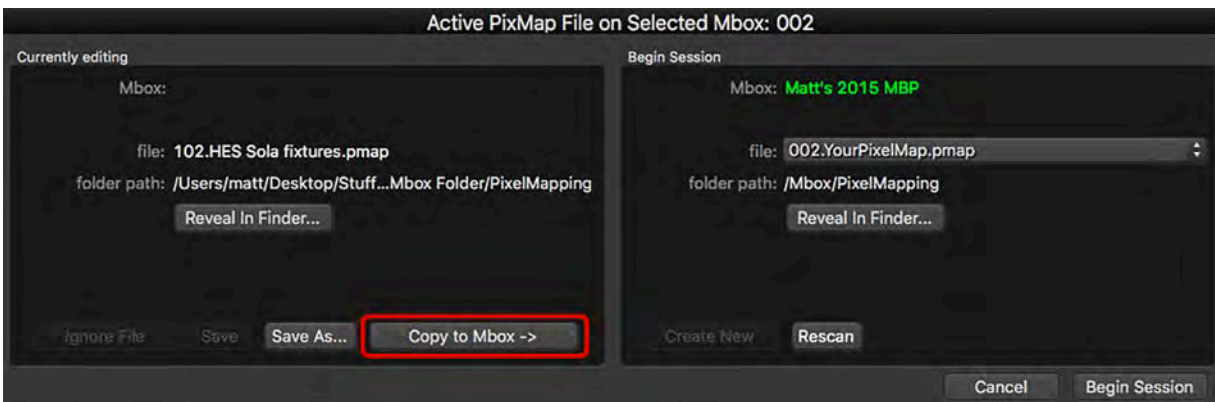 Active PixMap File on Selected Mbox: 002
Currently editing
Mbox:
file: 102.HES Sola fixtures.pmap
folder path: /Users/matt/Desktop/Stuff...Mbox Folder/PixelMapping
Reveal In Finder...
Ignore File Save Save As... Copy to Mbox ->
Begin Session
Mbox: Matt's 2015 MBP
file: 002.YourPixelMap.pmap
folder path: /Mbox/PixelMapping
Reveal In Finder...
Create New Rescan
Cancel Begin Session